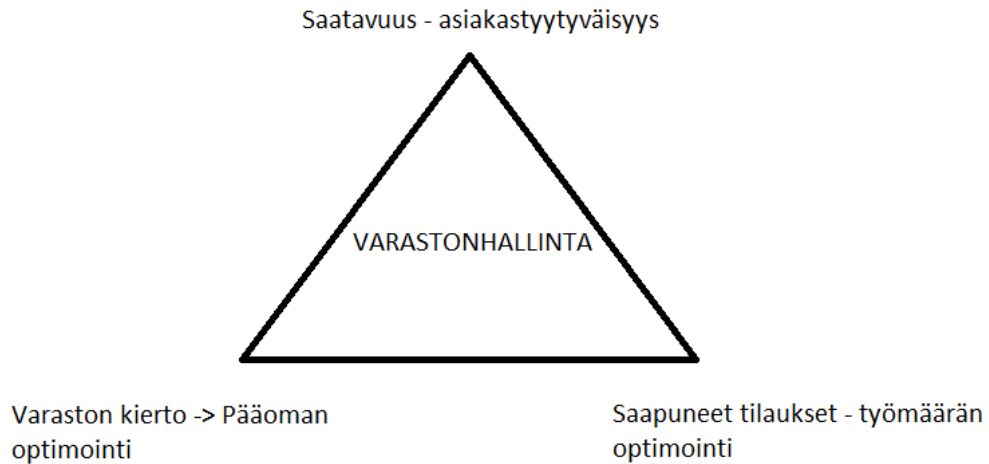 Saatavuus - asiakastyytyväisyys
VARASTONHALLINTA
Varaston kierto -> Pääoman
optimointi
Saapuneet tilaukset - työmäärän
optimointi